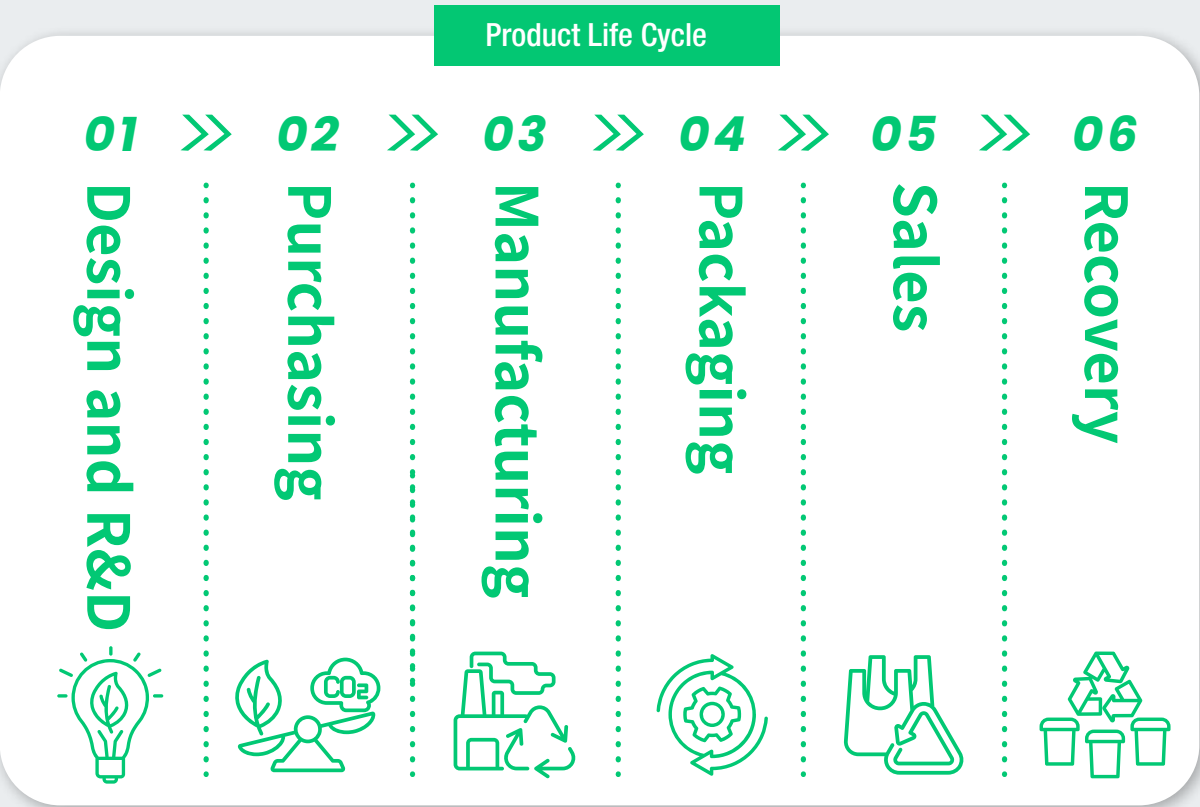 Product Life Cycle
01
02
03
04
05
06
Design and R&D
Purchasing
Manufacturing
Packaging
Sales
Recovery
CO₂